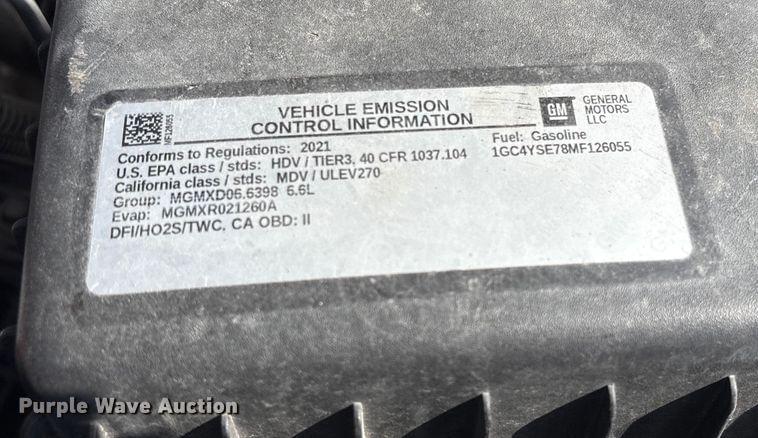 MF126055
VEHICLE EMISSION
CONTROL INFORMATION
GM
GENERAL
MOTORS
LLC
Conforms to Regulations: 2021
Fuel: Gasoline
U.S. EPA class / stds: HDV / TIER3, 40 CFR 1037.104
1GC4YSE78MF126055
California class / stds: MDV / ULEV270
Group: MGMXD06.6398 6.6L
Evap: MGMXR021260A
DFI/HO2S/TWC, CA OBD: II
Purple Wave Auction